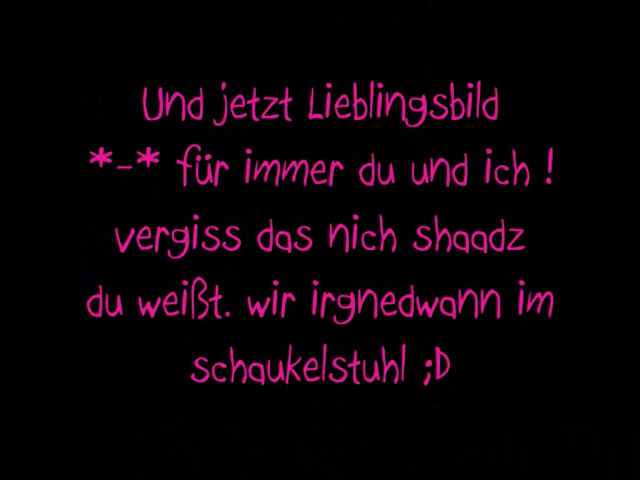 Und jetzt Lieblingsbild
*-* für immer du und ich !
vergiss das nich shaadz
du weißt. wir irgnedwann im
schaukelstuhl ;D